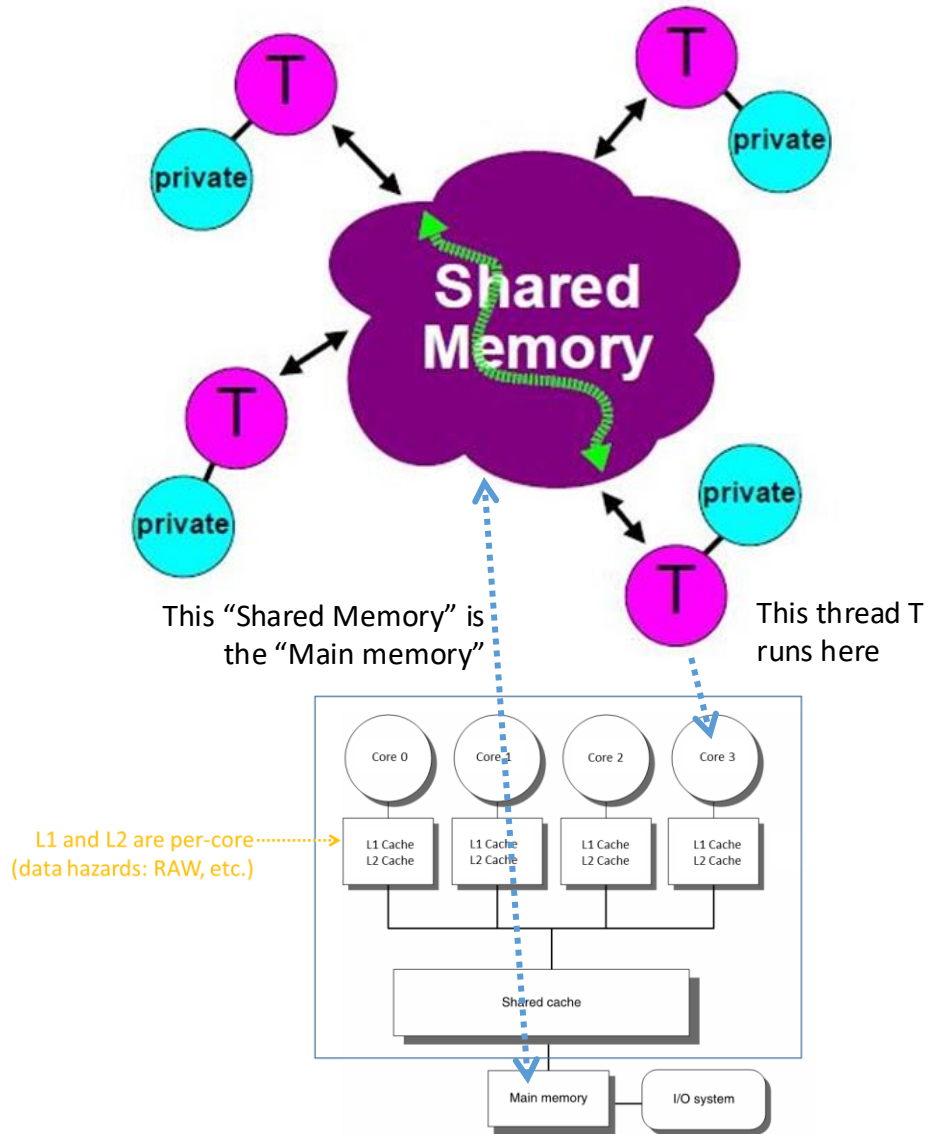 T
T
private
private
Shared
Memory
T
private
private
T
This “Shared Memory” is
the “Main memory”
This thread T
runs here
Core 0
Core 1
Core 2
Core 3
L1 and L2 are per-core
(data hazards: RAW, etc.)
L1 Cache
L2 Cache
L1 Cache
L2 Cache
L1 Cache
L2 Cache
L1 Cache
L2 Cache
Shared cache
Main memory
I/O system